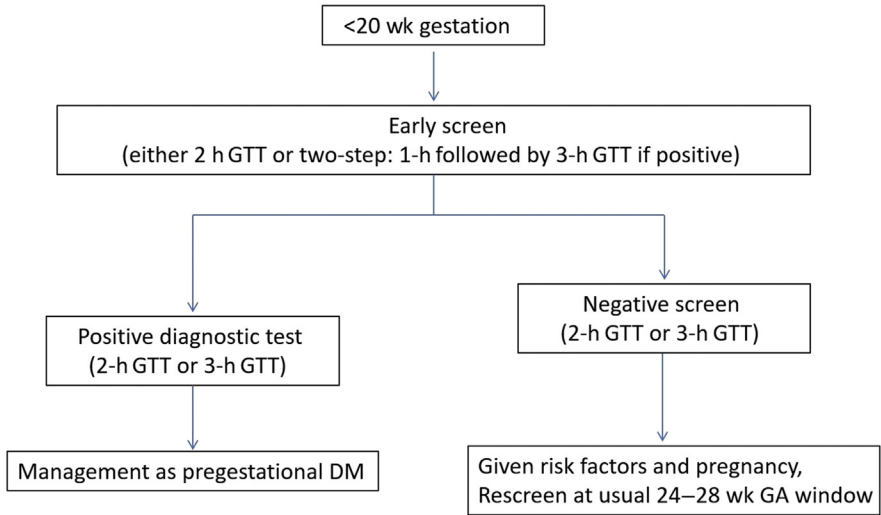 <20 wk gestation
Early screen
(either 2 h GTT or two-step: 1-h followed by 3-h GTT if positive)
Positive diagnostic test
(2-h GTT or 3-h GTT)
Negative screen
(2-h GTT or 3-h GTT)
Management as pregestational DM
Given risk factors and pregnancy,
Rescreen at usual 24–28 wk GA window